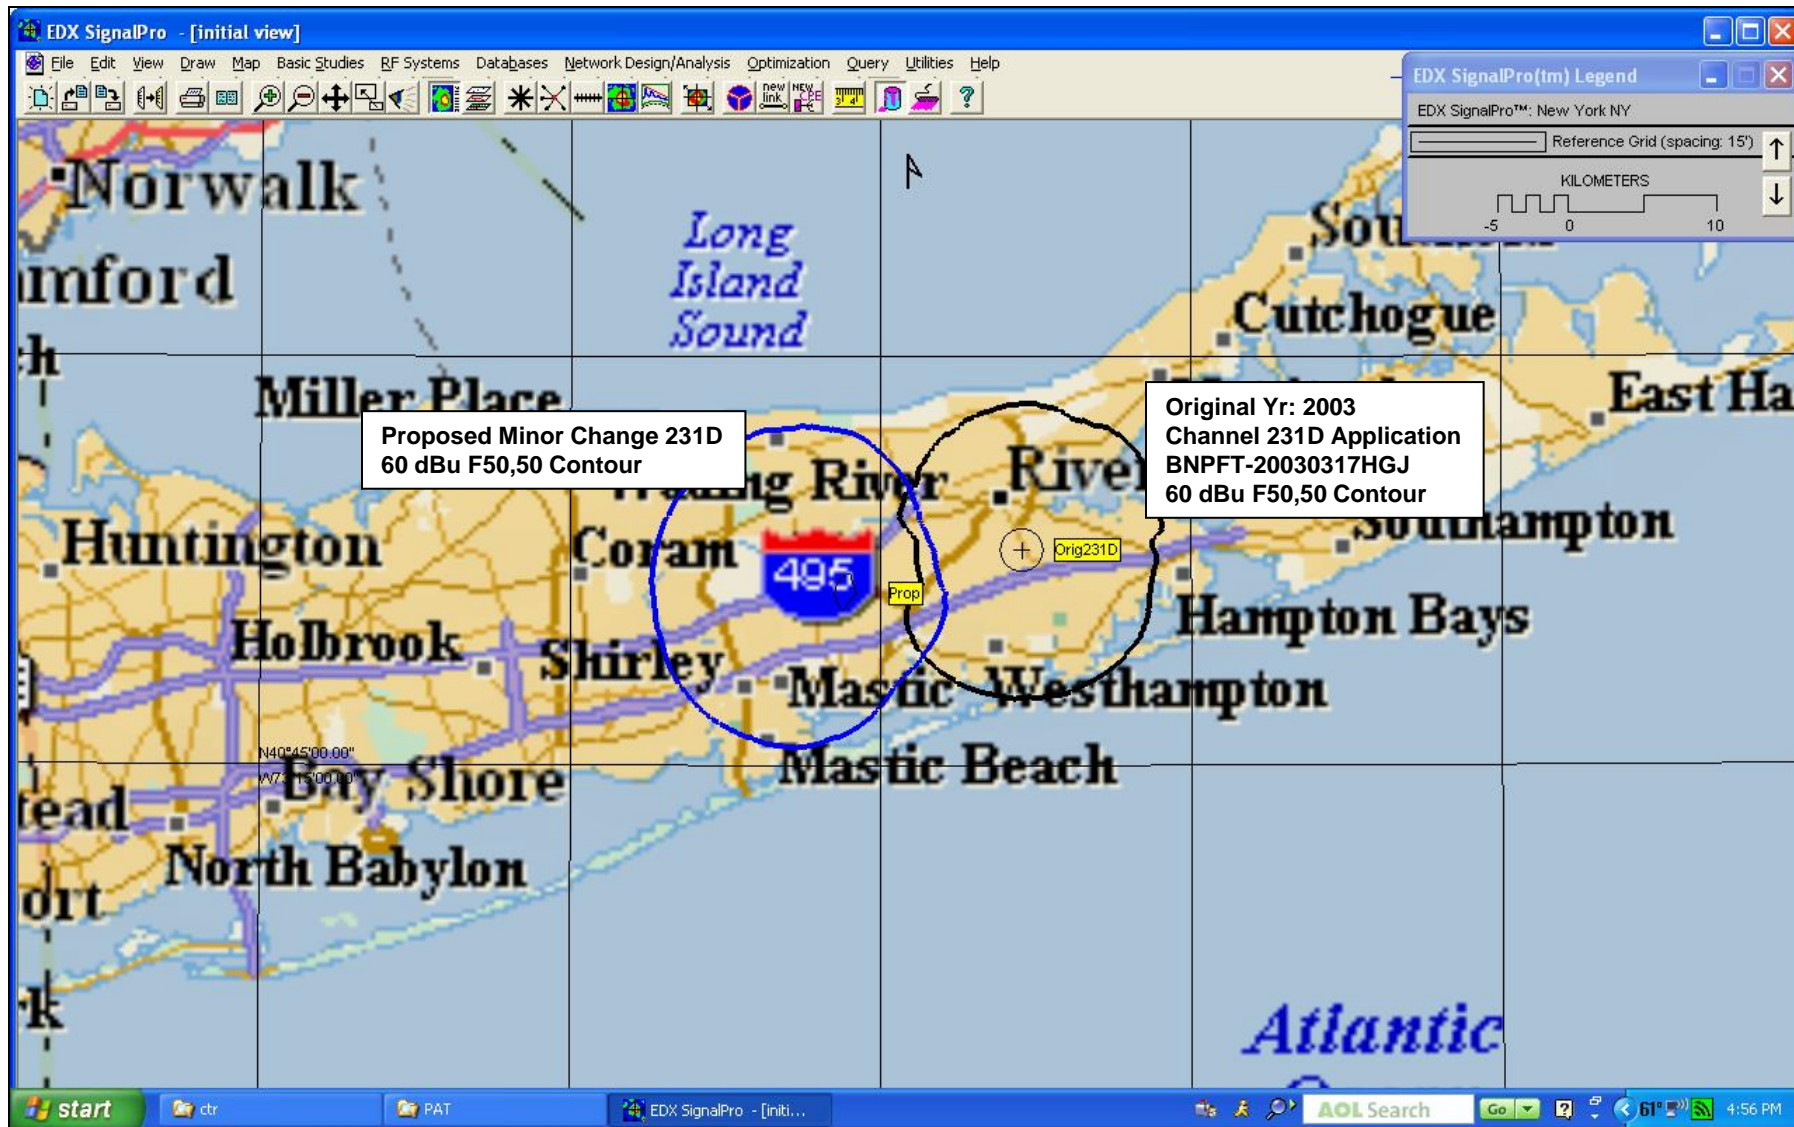 EDX SignalPro - [initial view]
File Edit View Draw Map Basic Studies RF Systems Databases Network Design/Analysis Optimization Query Utilities Help
new link NEW CPE
EDX SignalPro(tm) Legend
EDX SignalPro™: New York NY
Reference Grid (spacing: 15')
KILOMETERS
-5 0 10
Norwalk
Long
Island
Sound
Cutchogue
Miller Place
East Ha
Proposed Minor Change 231D
60 dBu F50,50 Contour
Original Yr: 2003
Channel 231D Application
BNPFT-20030317HGJ
60 dBu F50,50 Contour
River
Huntington
Coram
495
Orig231D
Prop
Southampton
Hampton Bays
Holbrook
Shirley
Mastic
Westhampton
Mastic Beach
N40°45'00.00"
Bay Shore
North Babylon
Atlantic
start
ctr
PAT
EDX SignalPro - [initi...
AOL Search
Go
61°
4:56 PM